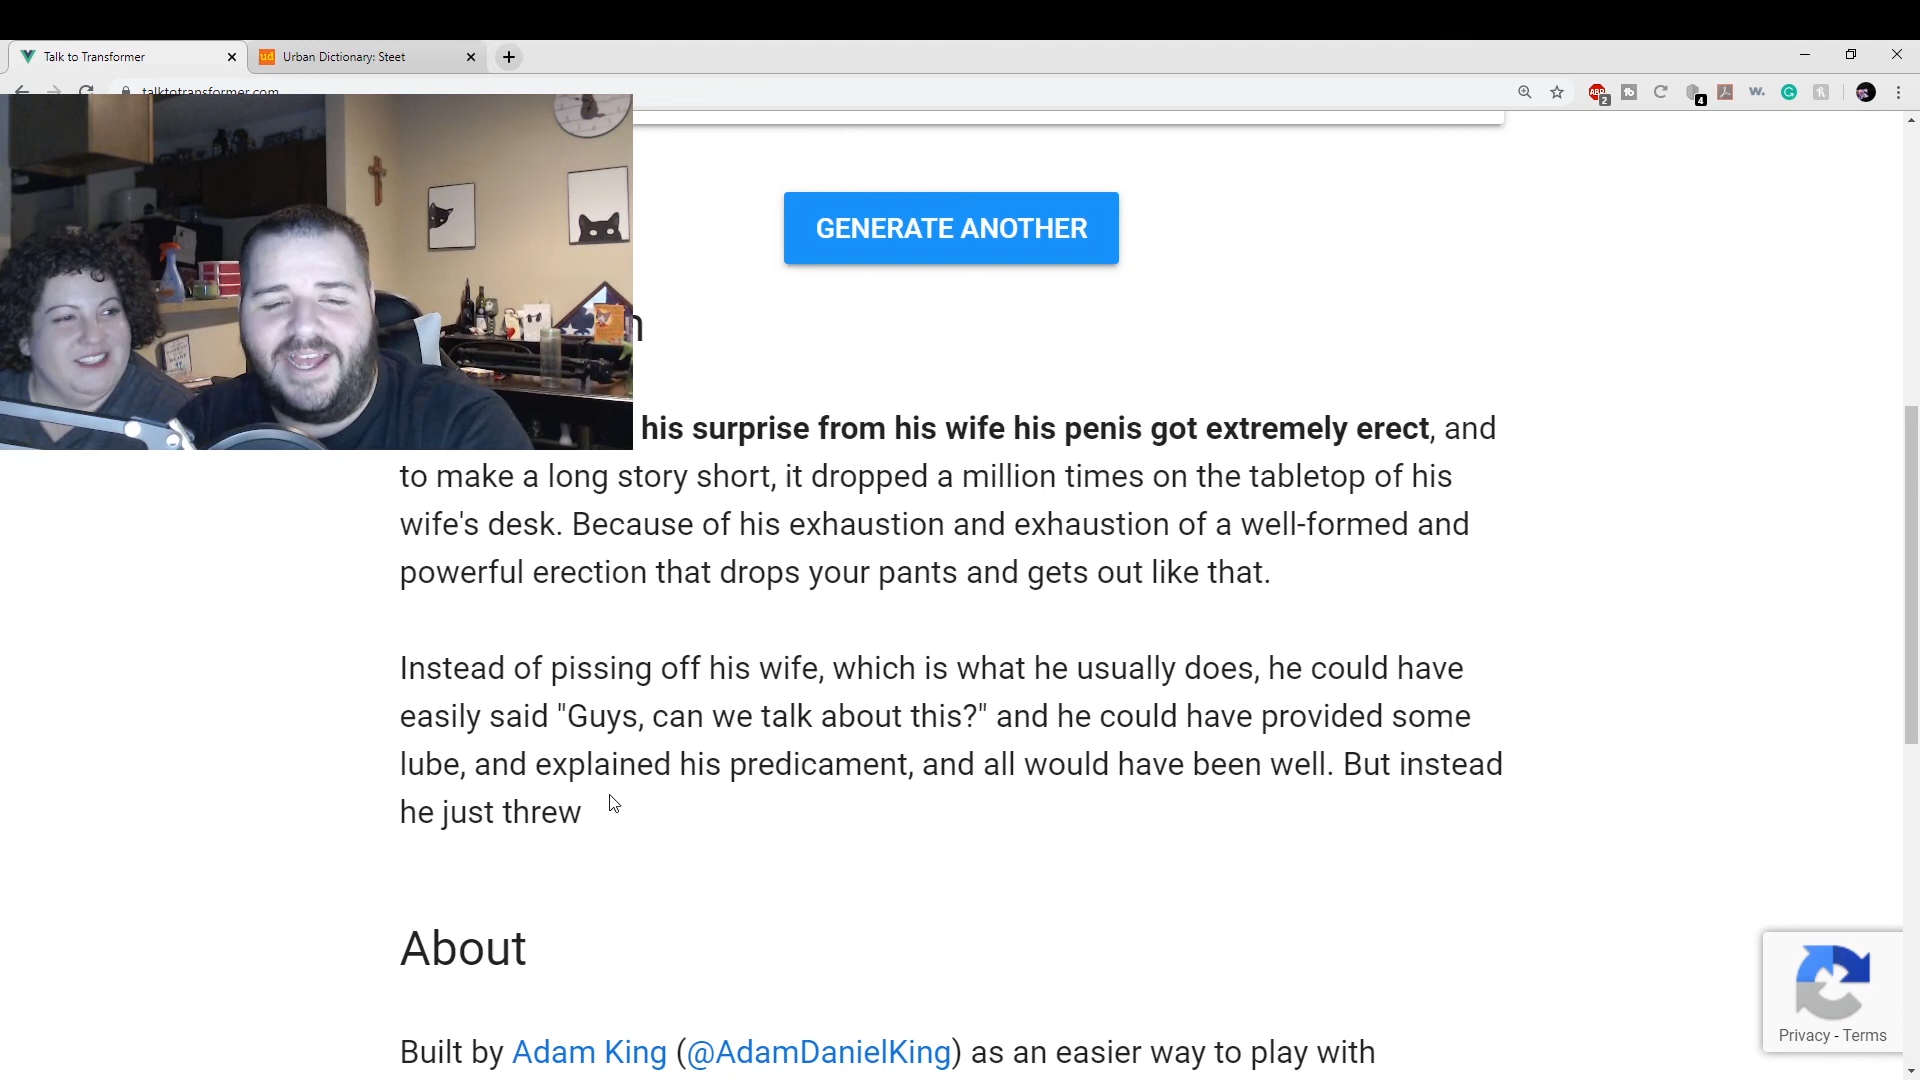 Talk to Transformer
ud Urban Dictionary: Steet
talktotransformer.com
ABP 2 4
GENERATE ANOTHER
his surprise from his wife his penis got extremely erect, and
to make a long story short, it dropped a million times on the tabletop of his
wife's desk. Because of his exhaustion and exhaustion of a well-formed and
powerful erection that drops your pants and gets out like that.
Instead of pissing off his wife, which is what he usually does, he could have
easily said "Guys, can we talk about this?" and he could have provided some
lube, and explained his predicament, and all would have been well. But instead
he just threw
About
Built by Adam King (@AdamDanielKing) as an easier way to play with
Privacy - Terms